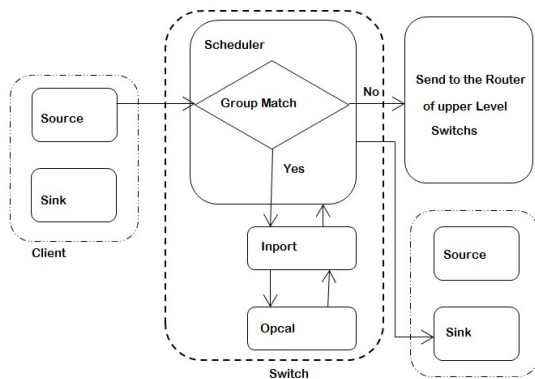 Scheduler
Group Match
No
Send to the Router
of upper Level
Switchs
Source
Sink
Client
Yes
Inport
Opcal
Switch
Source
Sink